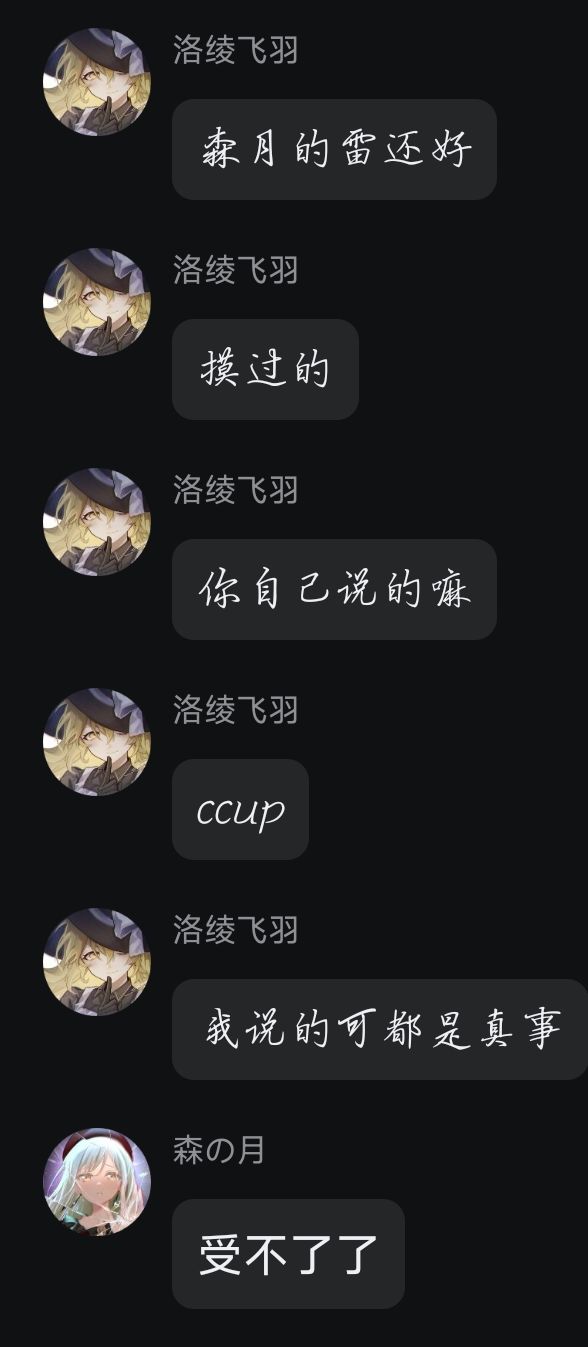 洛绫飞羽
森月的雷还好
洛绫飞羽
摸过的
洛绫飞羽
你自己说的嘛
洛绫飞羽
ccup
洛绫飞羽
我说的可都是真事
森の月
受不了了